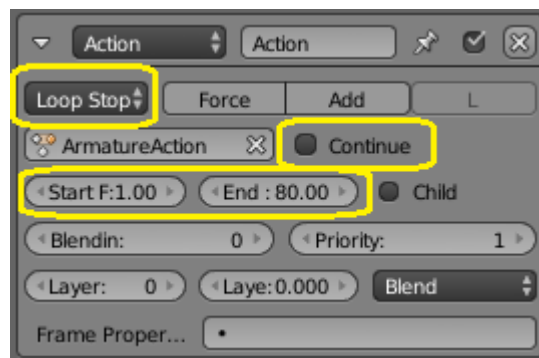 Action Action
Loop Stop Force Add L
ArmatureAction Continue
Start F:1.00 End : 80.00 Child
Blendin: 0 Priority: 1
Layer: 0 Laye:0.000 Blend
Frame Proper... •